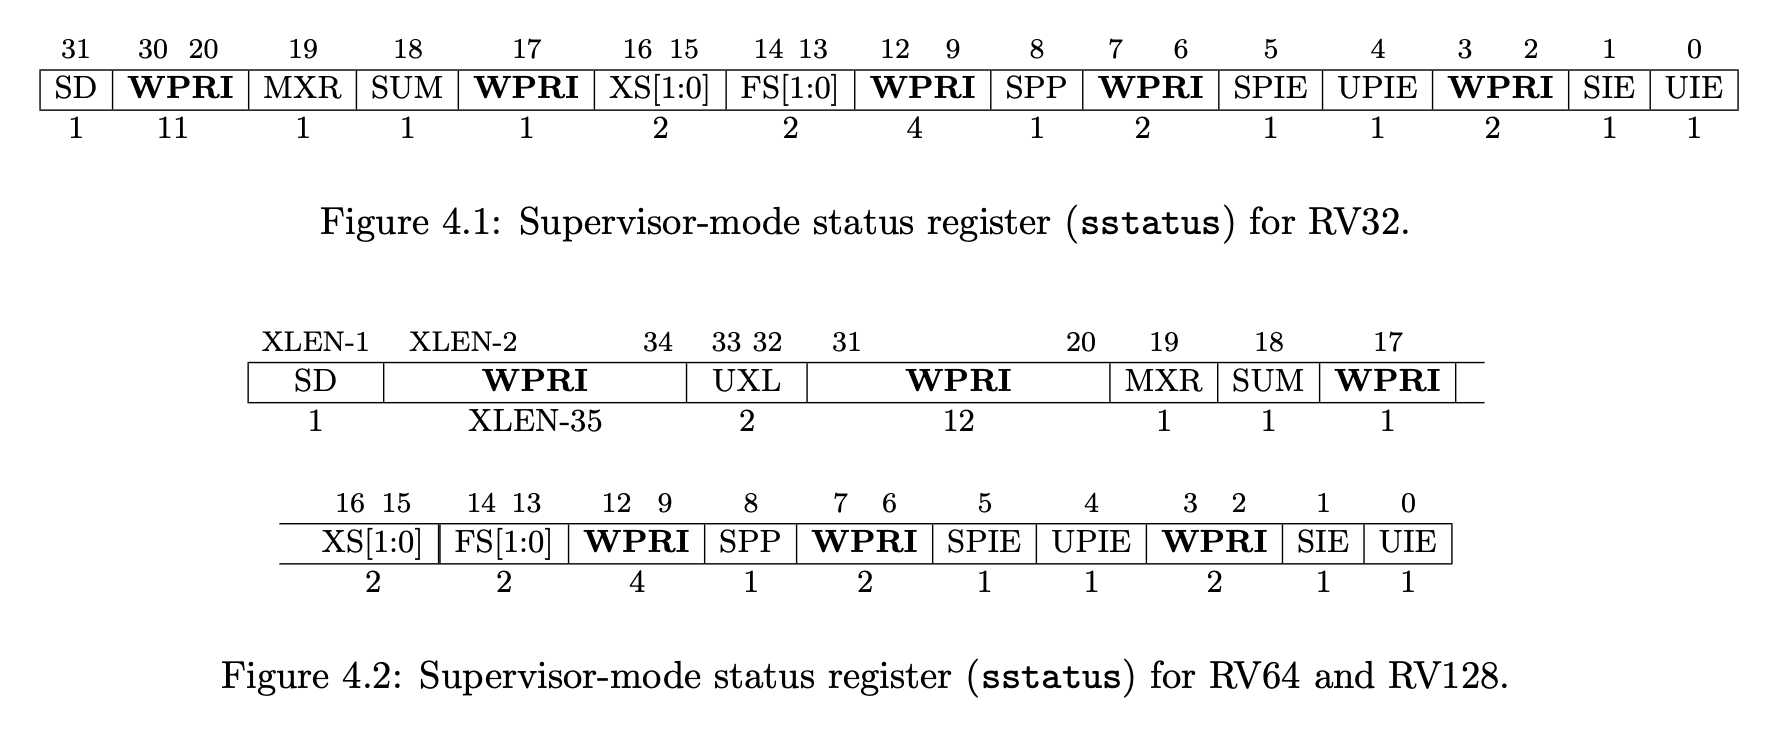 31 30 20 19 18 17 16 15 14 13 12 9 8 7 6 5 4 3 2 1 0
SD WPRI MXR SUM WPRI XS[1:0] FS[1:0] WPRI SPP WPRI SPIE UPIE WPRI SIE UIE
1 11 1 1 1 2 2 4 1 2 1 1 2 1 1
Figure 4.1: Supervisor-mode status register (sstatus) for RV32.
XLEN-1 XLEN-2 34 33 32 31 20 19 18 17
SD WPRI UXL WPRI MXR SUM WPRI
1 XLEN-35 2 12 1 1 1
16 15 14 13 12 9 8 7 6 5 4 3 2 1 0
XS[1:0] FS[1:0] WPRI SPP WPRI SPIE UPIE WPRI SIE UIE
2 2 4 1 2 1 1 2 1 1
Figure 4.2: Supervisor-mode status register (sstatus) for RV64 and RV128.